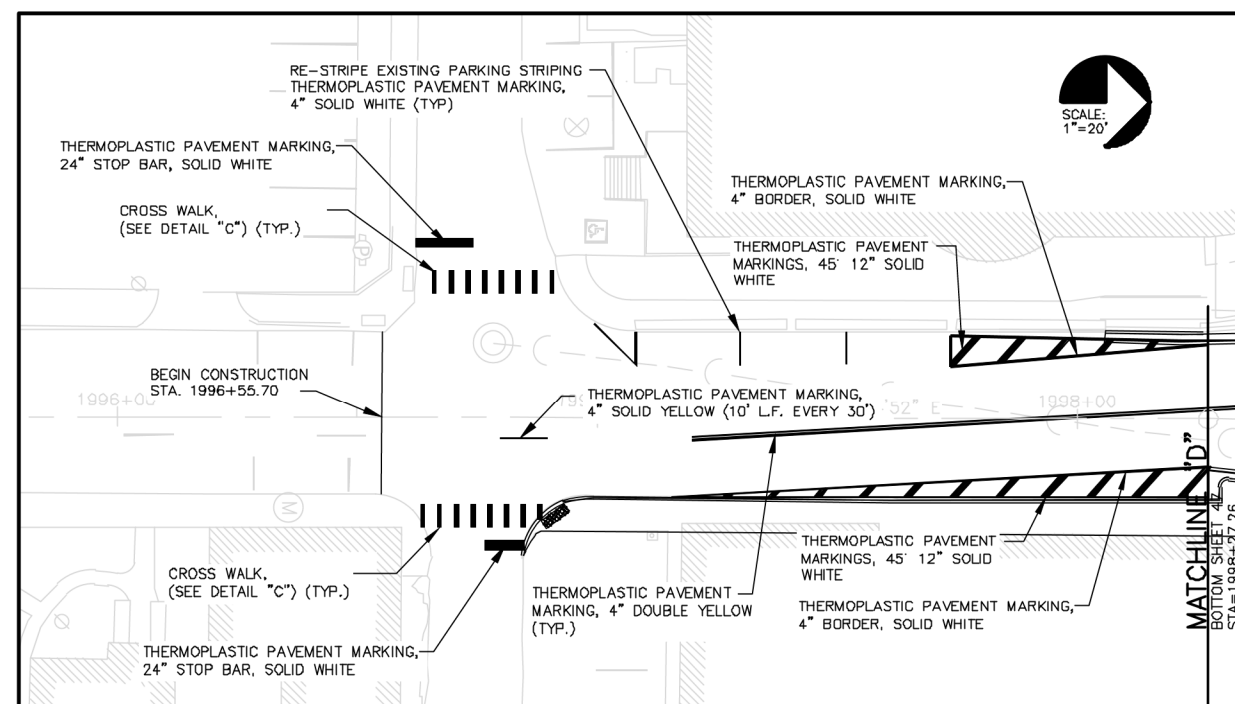 RE-STRIPE EXISTING PARKING STRIPING
THERMOPLASTIC PAVEMENT MARKING,
4" SOLID WHITE (TYP)
SCALE:
1"=20'
THERMOPLASTIC PAVEMENT MARKING,
24" STOP BAR, SOLID WHITE
THERMOPLASTIC PAVEMENT MARKING,
4" BORDER, SOLID WHITE
CROSS WALK,
(SEE DETAIL "C") (TYP.)
THERMOPLASTIC PAVEMENT
MARKINGS, 45° 12" SOLID
WHITE
BEGIN CONSTRUCTION
STA. 1996+55.70
THERMOPLASTIC PAVEMENT MARKING,
4" SOLID YELLOW (10' L.F. EVERY 30')
52" E
1998+00
M
CROSS WALK,
(SEE DETAIL "C") (TYP.)
THERMOPLASTIC PAVEMENT
MARKING, 4" DOUBLE YELLOW
(TYP.)
THERMOPLASTIC PAVEMENT
MARKINGS, 45° 12" SOLID
WHITE
THERMOPLASTIC PAVEMENT MARKING,
4" BORDER, SOLID WHITE
THERMOPLASTIC PAVEMENT MARKING,
24" STOP BAR, SOLID WHITE
MATCHLINE "D"
BOTTOM SHEET
STA=1998+27.26